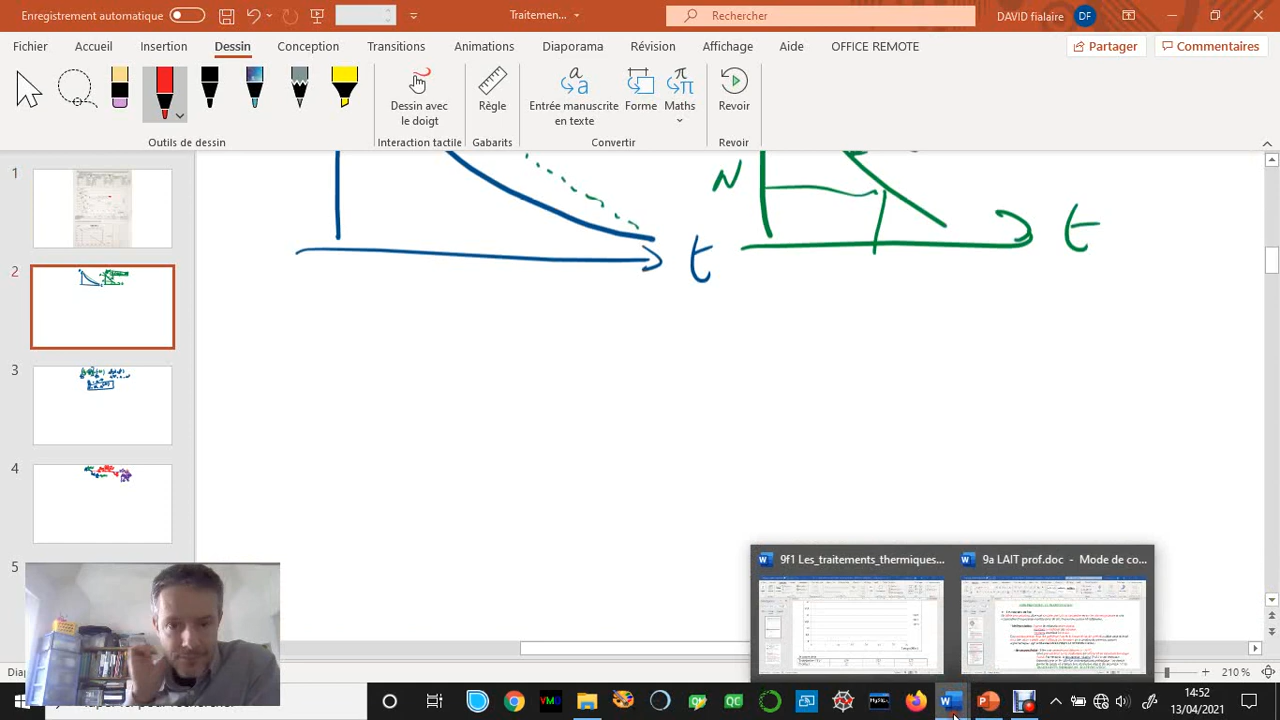 Enregistrement automatique
Traitemen...
Rechercher
DAVID fialaire
DF
Fichier
Accueil
Insertion
Dessin
Conception
Transitions
Animations
Diaporama
Révision
Affichage
Aide
OFFICE REMOTE
Partager
Commentaires
Dessin avec
le doigt
Règle
Entrée manuscrite
en texte
Forme
Maths
Revoir
Outils de dessin
Interaction tactile
Gabarits
Convertir
Revoir
1
2
3
4
N
t
t
9f1 Les_traitements_thermiques...
9a LAIT prof.doc - Mode de co...
210 %
14:52
13/04/2021